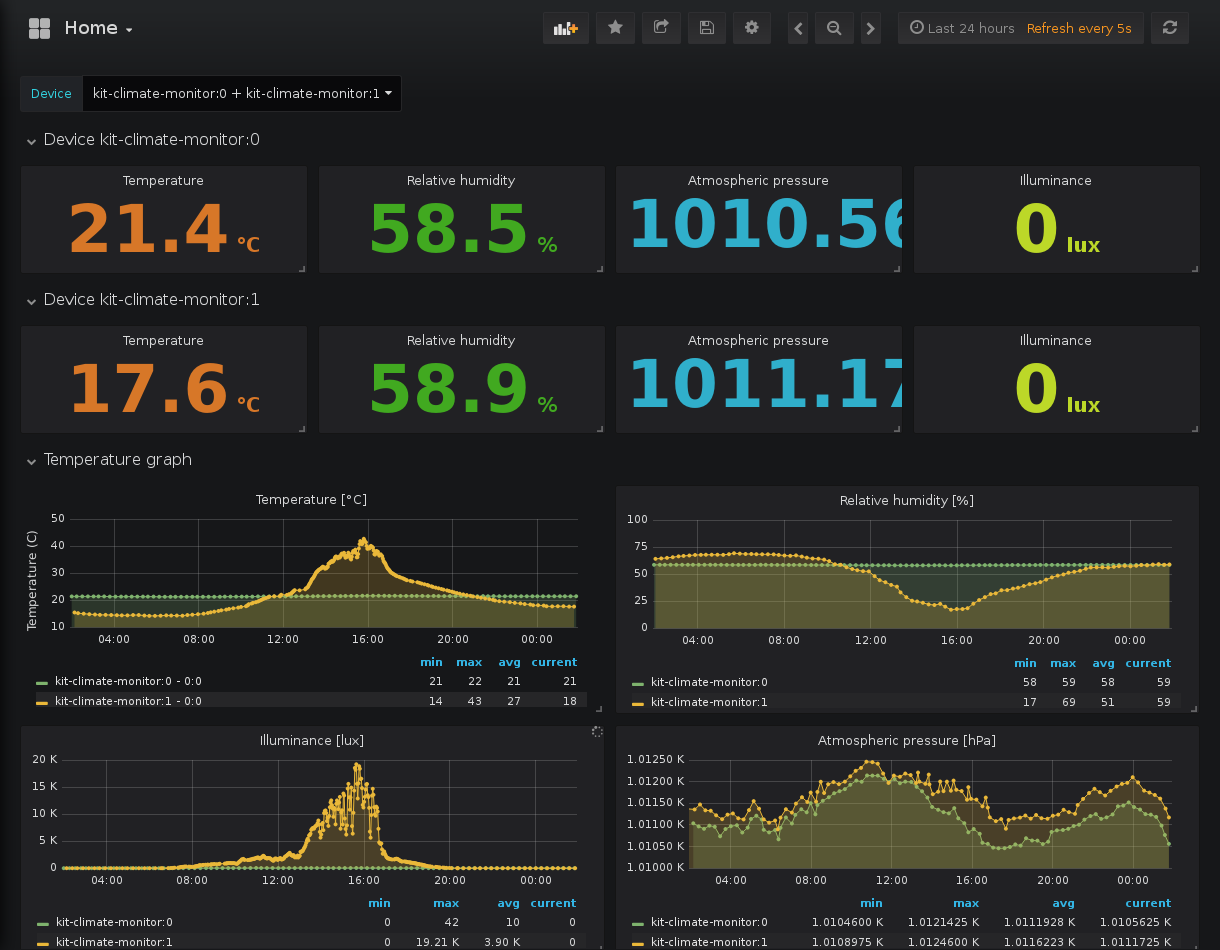 Home
Last 24 hours Refresh every 5s
Device kit-climate-monitor:0 + kit-climate-monitor:1
Device kit-climate-monitor:0
Temperature Relative humidity Atmospheric pressure Illuminance
21.4 °C 58.5 % 1010.56 0 lux
Device kit-climate-monitor:1
Temperature Relative humidity Atmospheric pressure Illuminance
17.6 °C 58.9 % 1011.17 0 lux
Temperature graph
Temperature [°C]
Temperature (C)
50
40
30
20
10
04:00 08:00 12:00 16:00 20:00 00:00
min max avg current
kit-climate-monitor:0 - 0:0 21 22 21 21
kit-climate-monitor:1 - 0:0 14 43 27 18
Relative humidity [%]
100
75
50
25
0
04:00 08:00 12:00 16:00 20:00 00:00
min max avg current
kit-climate-monitor:0 58 59 58 59
kit-climate-monitor:1 17 69 51 59
Illuminance [lux]
20 K
15 K
10 K
5 K
0
04:00 08:00 12:00 16:00 20:00 00:00
min max avg current
kit-climate-monitor:0 0 42 10 0
kit-climate-monitor:1 0 19.21 K 3.90 K 0
Atmospheric pressure [hPa]
1.01250 K
1.01200 K
1.01150 K
1.01100 K
1.01050 K
1.01000 K
04:00 08:00 12:00 16:00 20:00 00:00
min max avg current
kit-climate-monitor:0 1.0104600 K 1.0121425 K 1.0111928 K 1.0105625 K
kit-climate-monitor:1 1.0108975 K 1.0124600 K 1.0116223 K 1.0111725 K